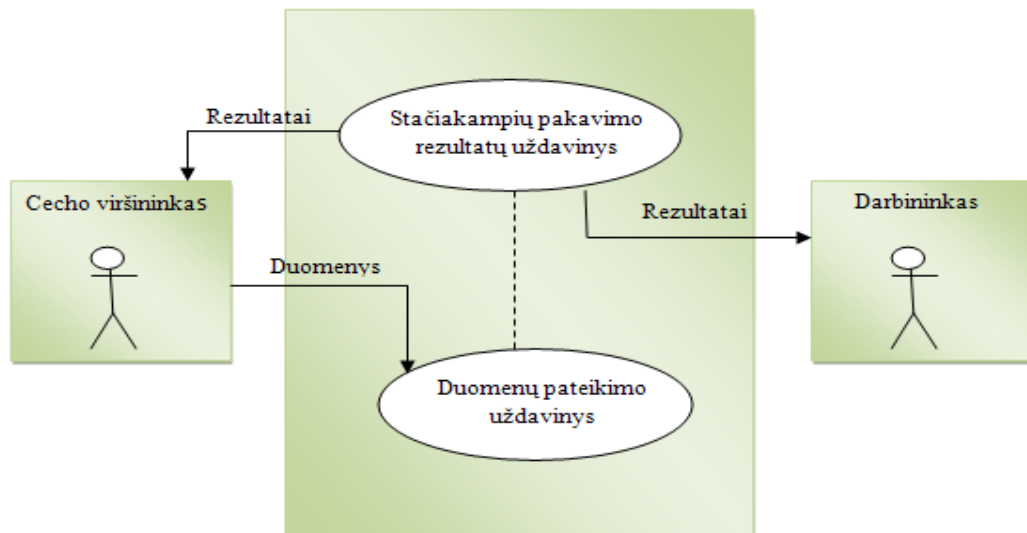 Rezultatai
Stačiakampių pakavimo
rezultatų uždavinys
Cecho viršininkas
Rezultatai
Darbininkas
Duomenys
Duomenų pateikimo
uždavinys